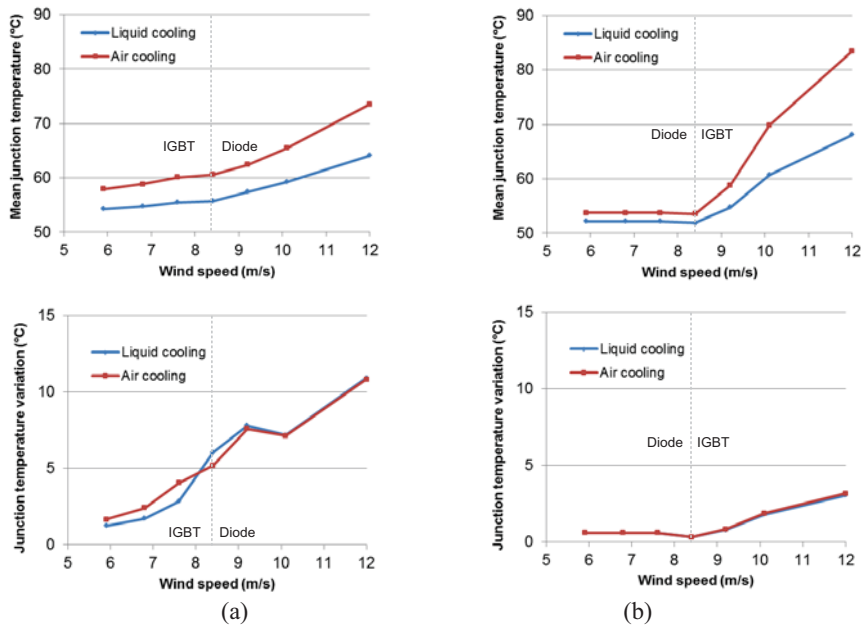 Mean junction temperature (°C)
90
80
70
60
50
Liquid cooling
Air cooling
IGBT
Diode
5 6 7 8 9 10 11 12
Wind speed (m/s)
Mean junction temperature (°C)
90
80
70
60
50
Liquid cooling
Air cooling
Diode
IGBT
5 6 7 8 9 10 11 12
Wind speed (m/s)
Junction temperature variation (°C)
15
10
5
0
Liquid cooling
Air cooling
IGBT
Diode
5 6 7 8 9 10 11 12
Wind speed (m/s)
(a)
Junction temperature variation (°C)
15
10
5
0
Liquid cooling
Air cooling
Diode
IGBT
5 6 7 8 9 10 11 12
Wind speed (m/s)
(b)